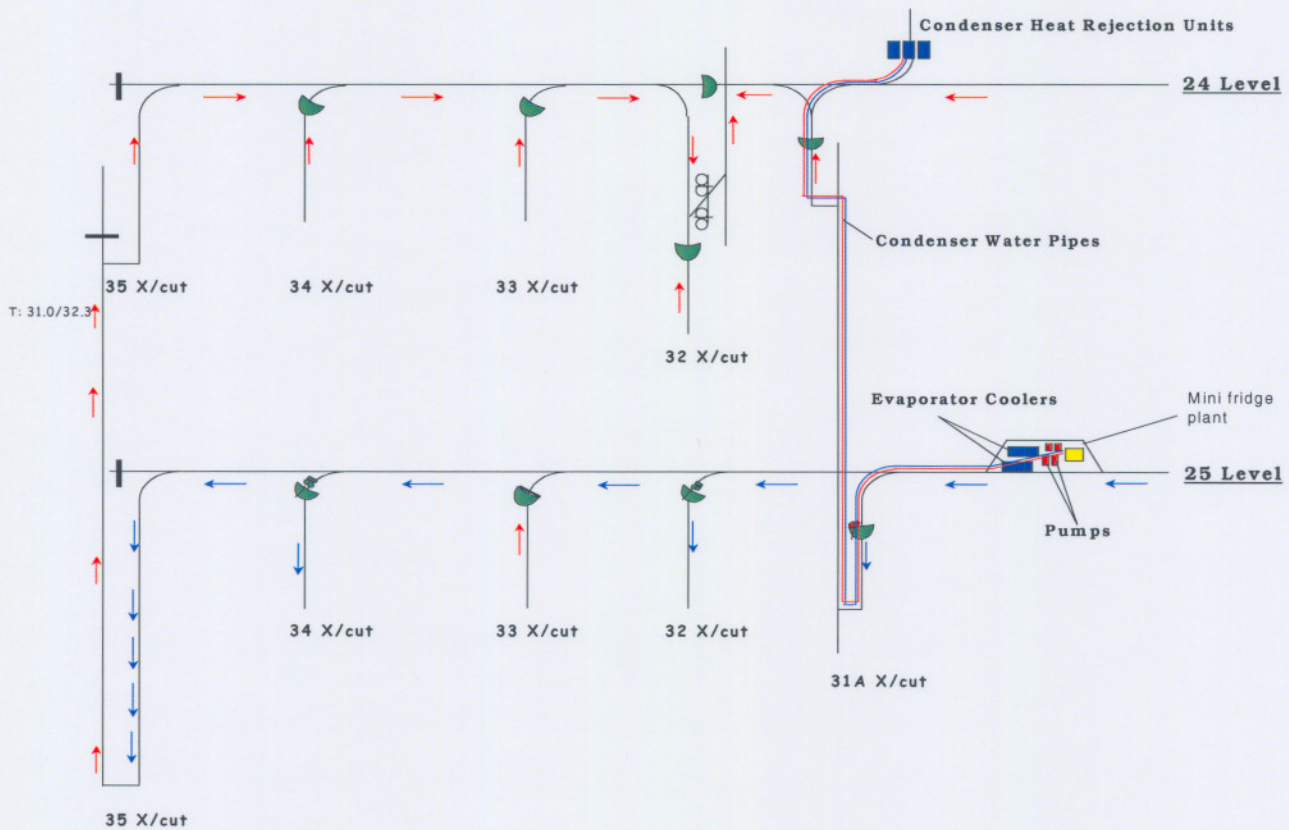 Condenser Heat Rejection Units
24 Level
Condenser Water Pipes
35 X/cut
34 X/cut
33 X/cut
T: 31.0/32.3
32 X/cut
Evaporator Coolers
Mini fridge
plant
25 Level
Pumps
34 X/cut
33 X/cut
32 X/cut
31A X/cut
35 X/cut